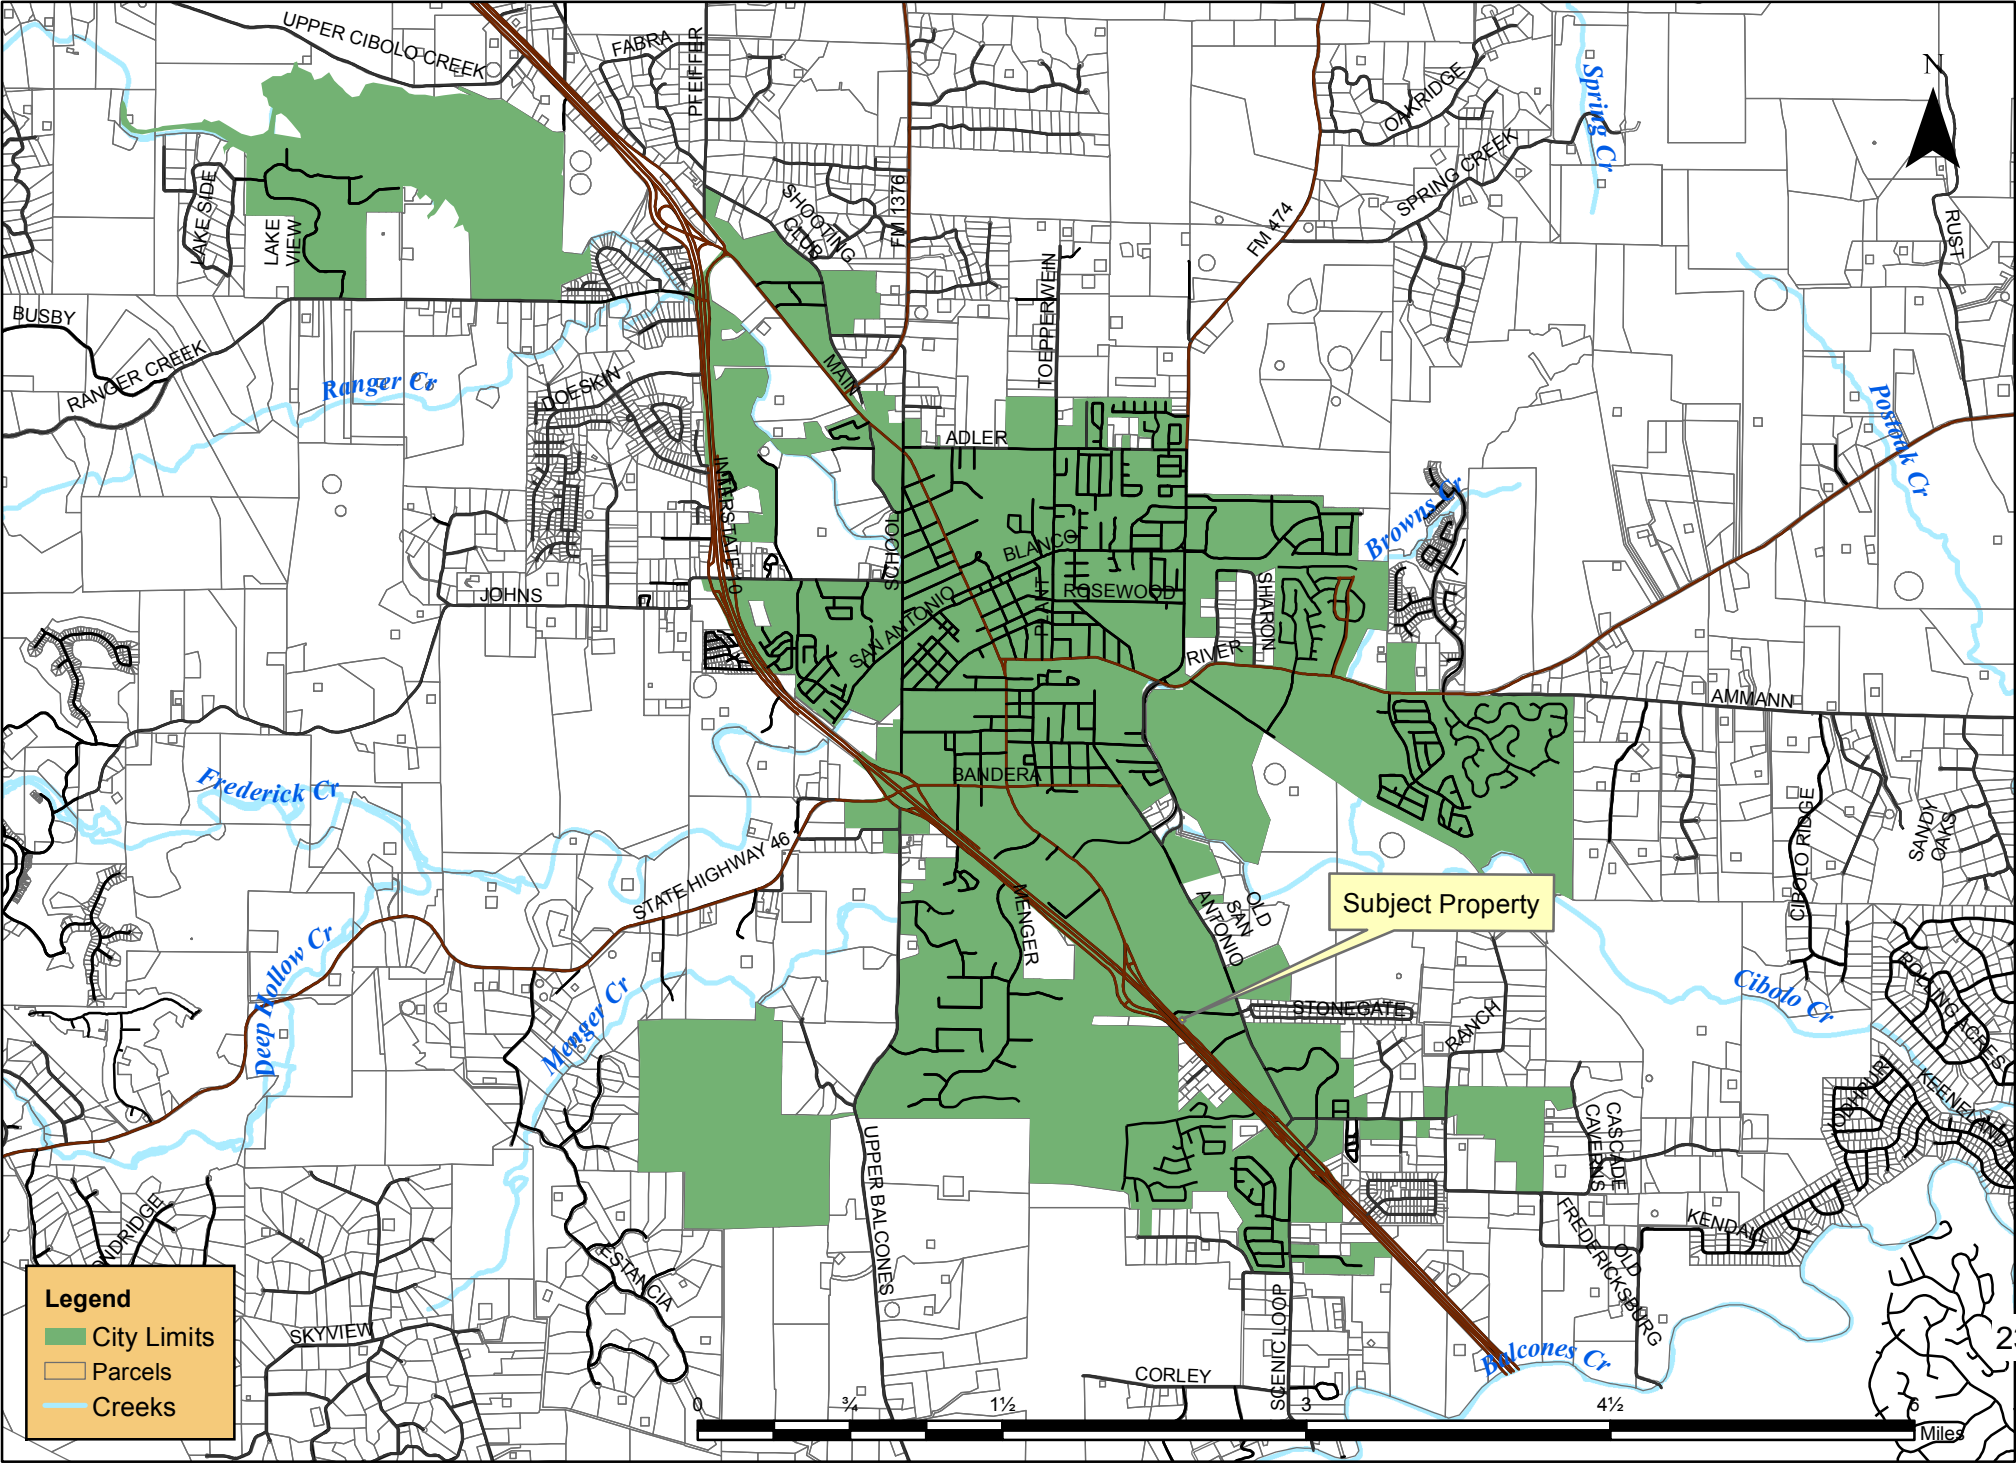 UPPER CIBOLO CREEK
FABRA
PFEIFFER
OAKRIDGE
Spring Cr
N
SPRING CREEK
LAKE SIDE
LAKE
VIEW
SHOOTING
CLUB
FM 1376
FM 474
RUST
TOEPPERWEIN
BUSBY
RANGER CREEK
Ranger Cr
DOESKIN
MAIN
Postoak Cr
ADLER
INTERSTATE 10
SCHOOL
BLANCO
Browns Cr
JOHNS
SAN ANTONIO
PLANT
ROSEWOOD
SHARON
RIVER
AMMANN
Frederick Cr
BANDERA
STATE HIGHWAY 46
CIBOLO RIDGE
SANDY
OAKS
MENGER
OLD
SAN
ANTONIO
Subject Property
Deep Hollow Cr
Menger Cr
STONEGATE
RANCH
Cibolo Cr
ROLLING ACRES
JODHPUR
KEENELAND
UPPER BALCONES
CASCADE
CAVERNS
ESTANCIA
FREDERICKSBURG
OLD
KENDALL
SKYVIEW
SCENIC LOOP
CORLEY
Balcones Cr
Legend
City Limits
Parcels
Creeks
0 ¾ 1½ 3 4½ 6
Miles